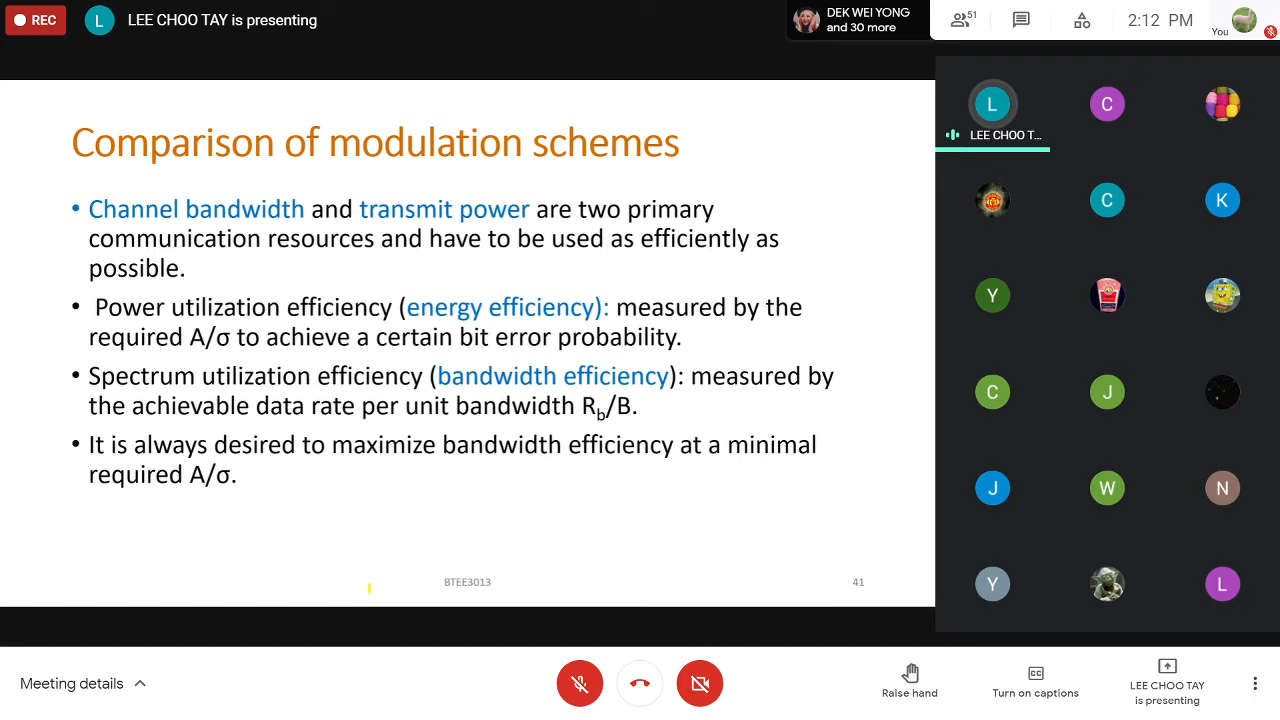 REC
L
LEE CHOO TAY is presenting
DEK WEI YONG
and 30 more
51
2:12 PM
You
Comparison of modulation schemes
• Channel bandwidth and transmit power are two primary
communication resources and have to be used as efficiently as
possible.
• Power utilization efficiency (energy efficiency): measured by the
required A/σ to achieve a certain bit error probability.
• Spectrum utilization efficiency (bandwidth efficiency): measured by
the achievable data rate per unit bandwidth Rb/B.
• It is always desired to maximize bandwidth efficiency at a minimal
required A/σ.
BTEE3013
41
L
C
LEE CHOO T...
C
K
Y
C
J
J
W
N
Y
L
Meeting details
Raise hand
CC
Turn on captions
LEE CHOO TAY
is presenting